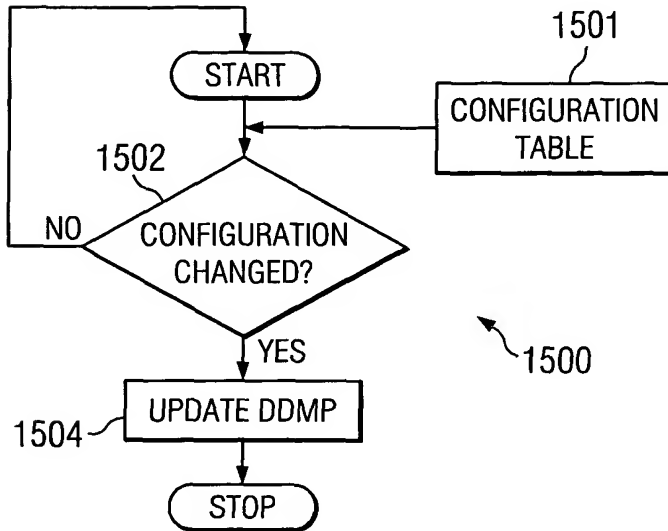 START
1501
CONFIGURATION
TABLE
1502
NO
CONFIGURATION
CHANGED?
YES
1500
UPDATE DDMP
1504
STOP